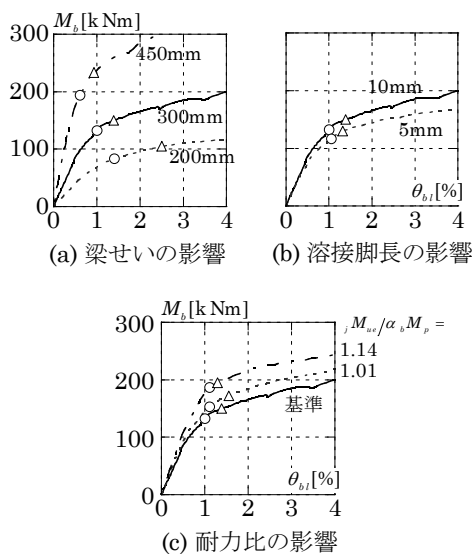 M_b[kNm]
300
200
100
0
450mm
300mm
200mm
θ_bl[%]
0 1 2 3 4
(a) 梁せいの影響
10mm
5mm
θ_bl[%]
0 1 2 3 4
(b) 溶接脚長の影響
M_b[kNm]
300
200
100
0
jM_ue/α_bM_p =
1.14
1.01
基準
θ_bl[%]
0 1 2 3 4
(c) 耐力比の影響